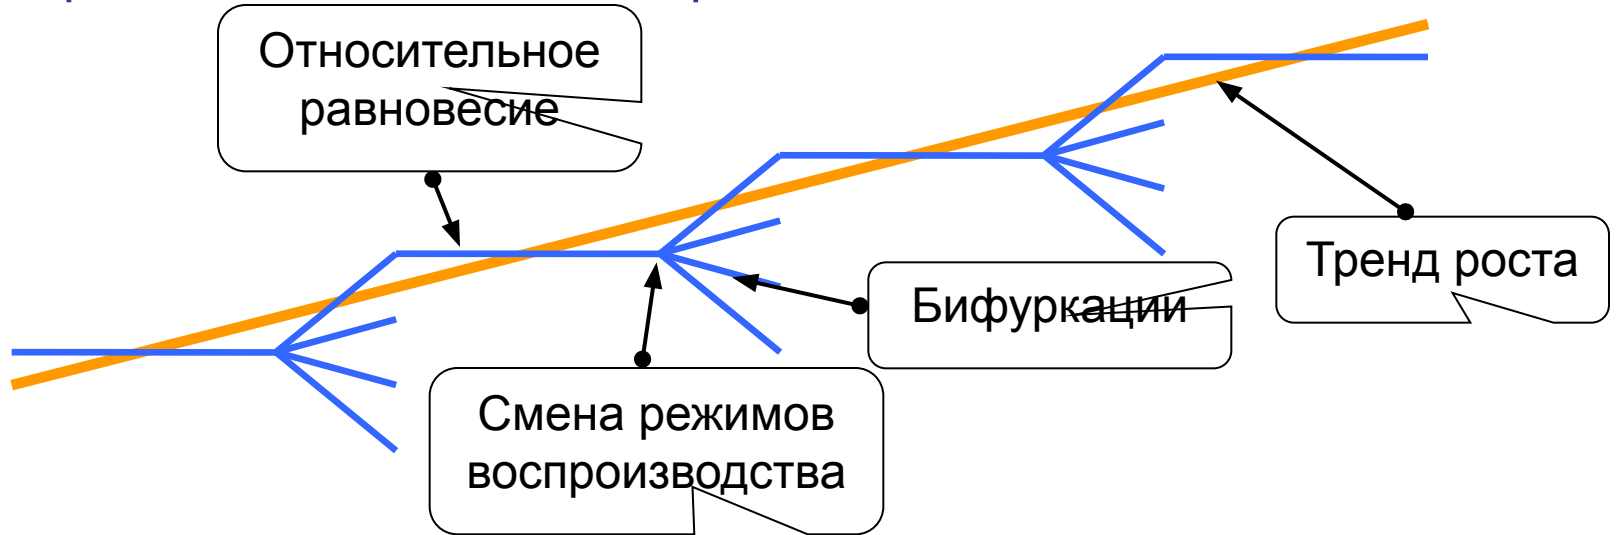 Относительное
равновесие
Тренд роста
Бифуркации
Смена режимов
воспроизводства